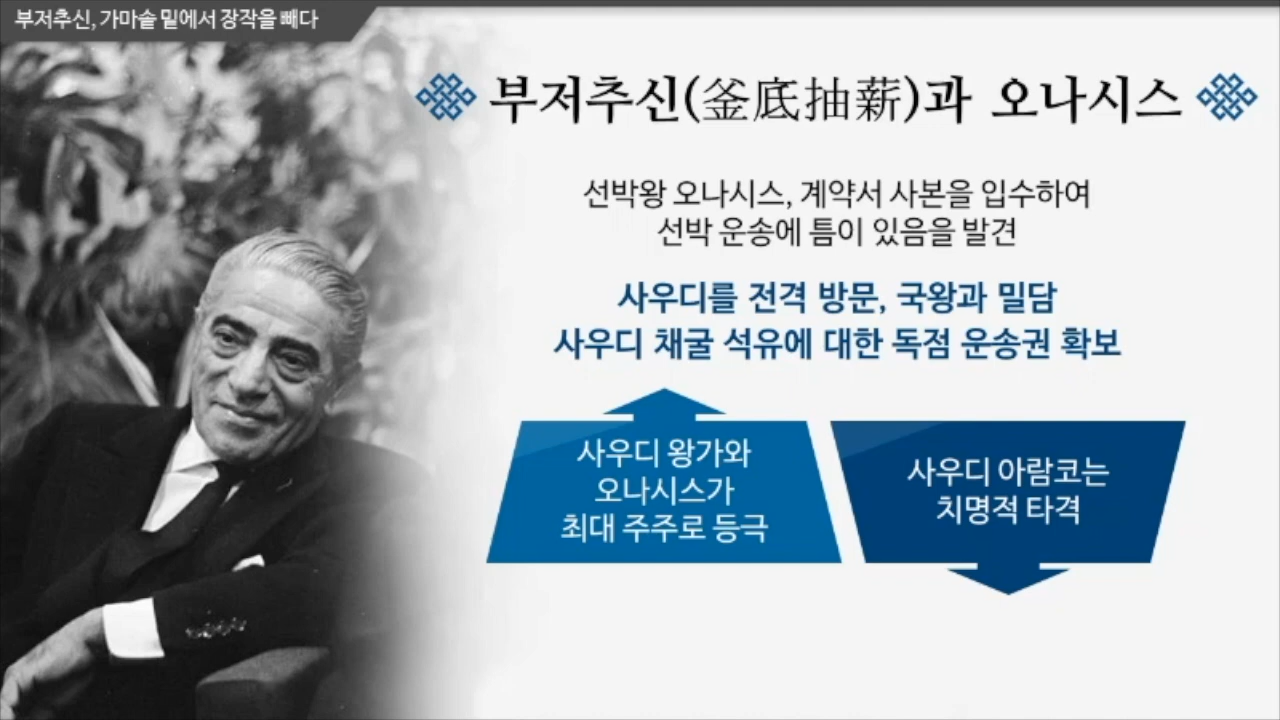 부저추신, 가마솥 밑에서 장작을 빼다
부저추신(釜底抽薪)과 오나시스
선박왕 오나시스, 계약서 사본을 입수하여
선박 운송에 틈이 있음을 발견
사우디를 전격 방문, 국왕과 밀담
사우디 채굴 석유에 대한 독점 운송권 확보
사우디 왕가와
오나시스가
최대 주주로 등극
사우디 아람코는
치명적 타격